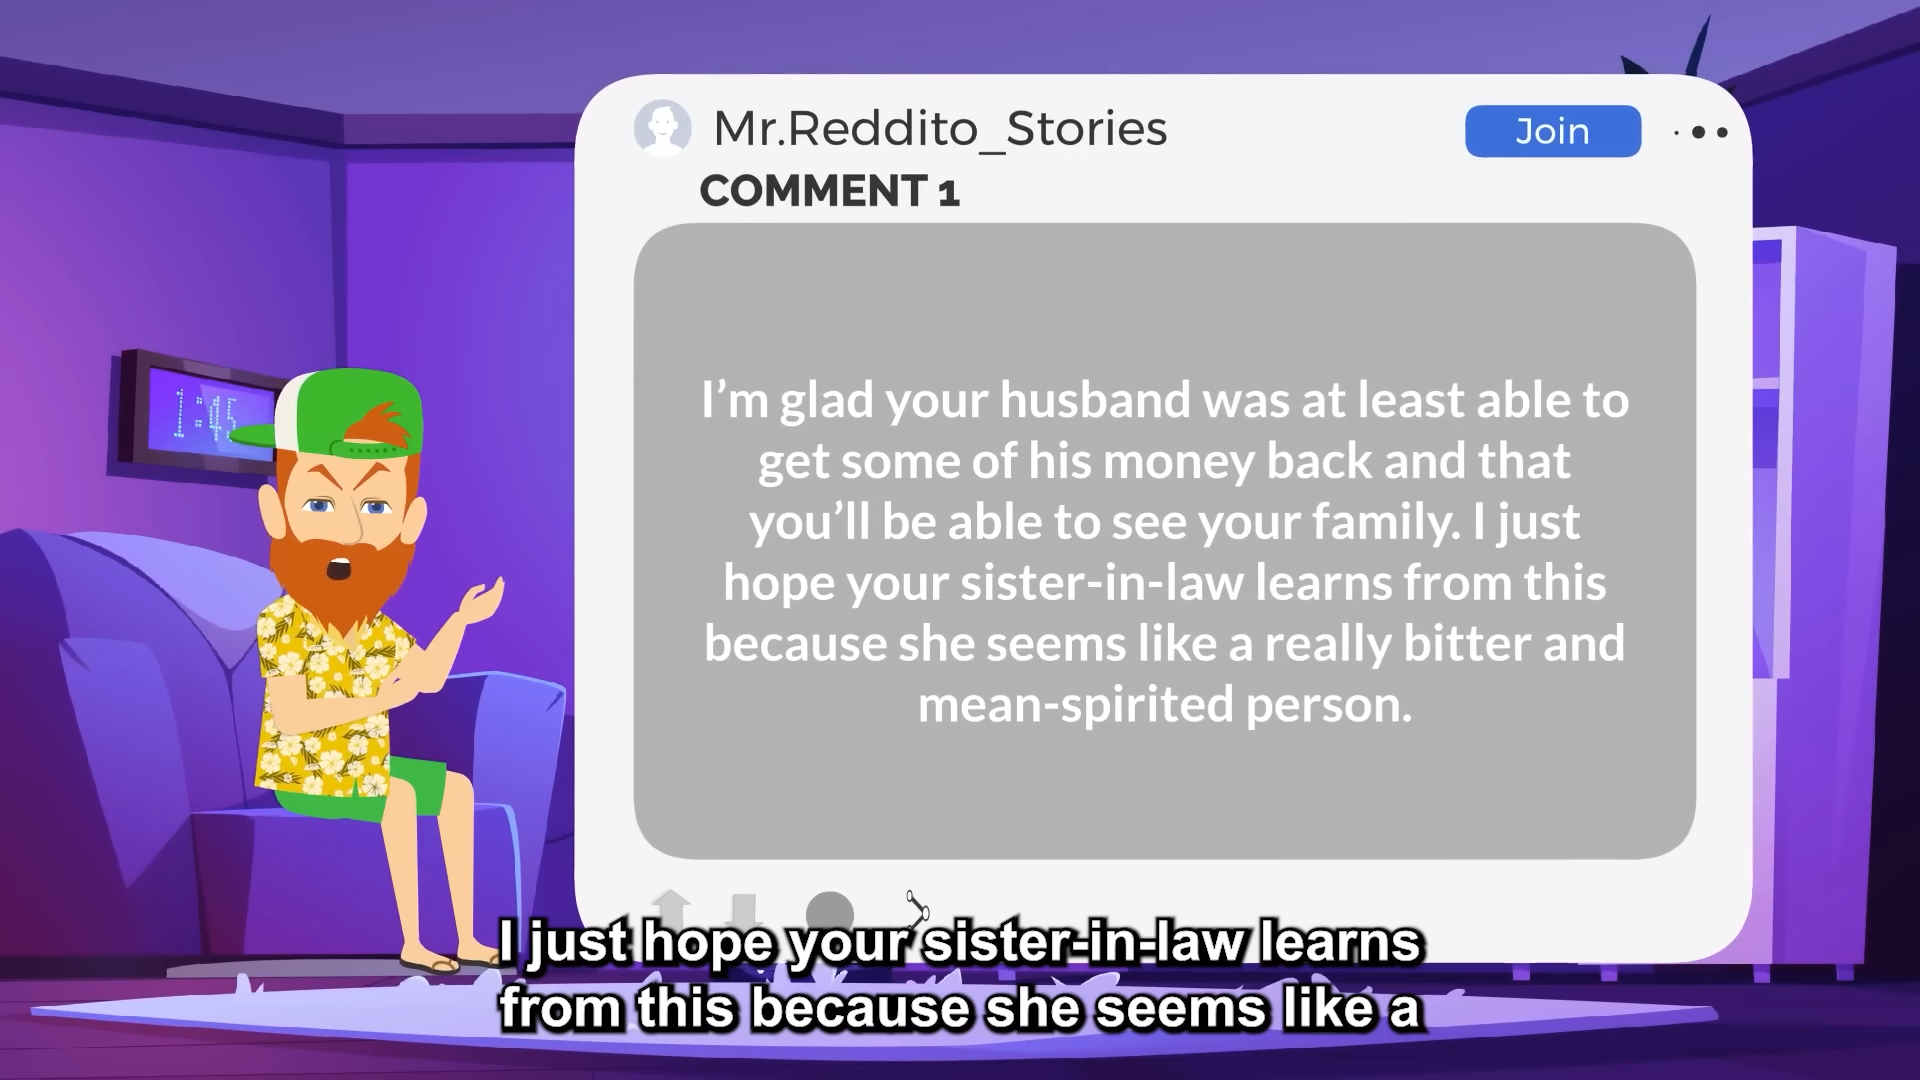 Mr.Reddito_Stories
Join
COMMENT 1
1:45
I’m glad your husband was at least able to
get some of his money back and that
you’ll be able to see your family. I just
hope your sister-in-law learns from this
because she seems like a really bitter and
mean-spirited person.
I just hope your sister-in-law learns
from this because she seems like a